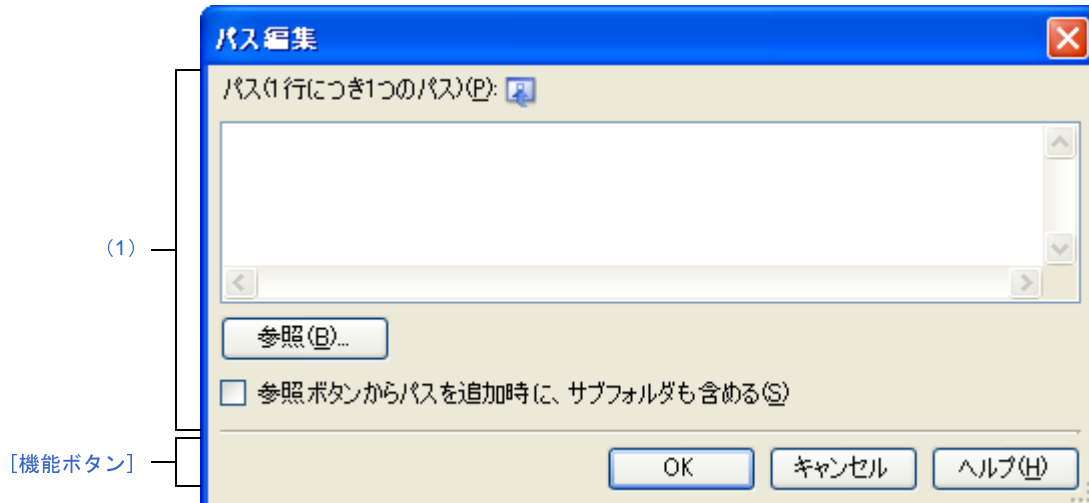 パス編集
パス(1行につき1つのパス)(P):
(1)
参照(B)...
参照ボタンからパスを追加時に、サブフォルダも含める(S)
[機能ボタン]
OK
キャンセル
ヘルプ(H)